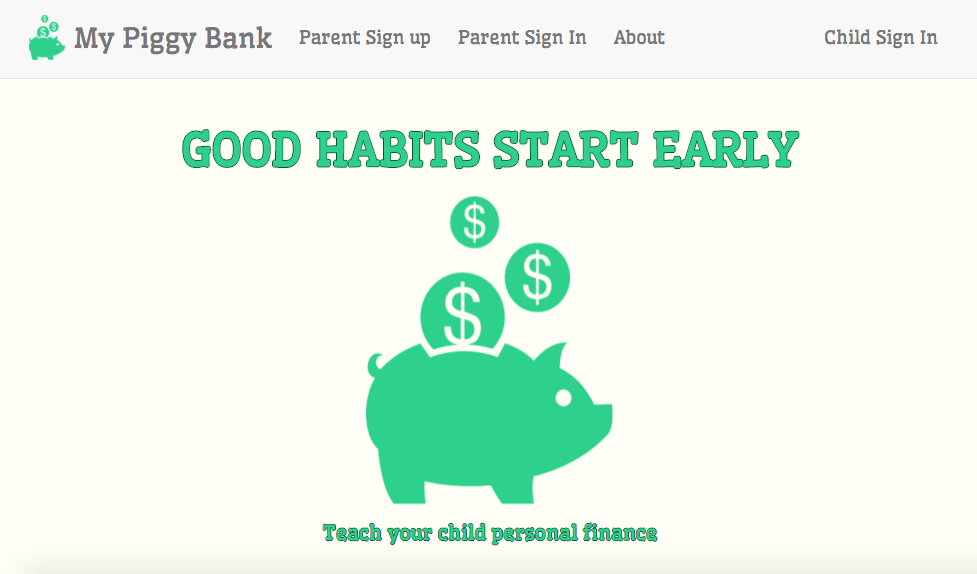 My Piggy Bank Parent Sign up Parent Sign In About Child Sign In
GOOD HABITS START EARLY
$
$
$
Teach your child personal finance